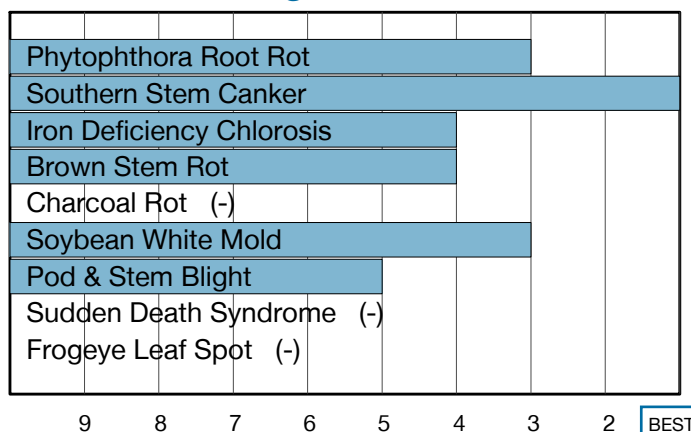 Phytophthora Root Rot
Southern Stem Canker
Iron Deficiency Chlorosis
Brown Stem Rot
Charcoal Rot (-)
Soybean White Mold
Pod & Stem Blight
Sudden Death Syndrome (-)
Frogeye Leaf Spot (-)
9 8 7 6 5 4 3 2 BEST